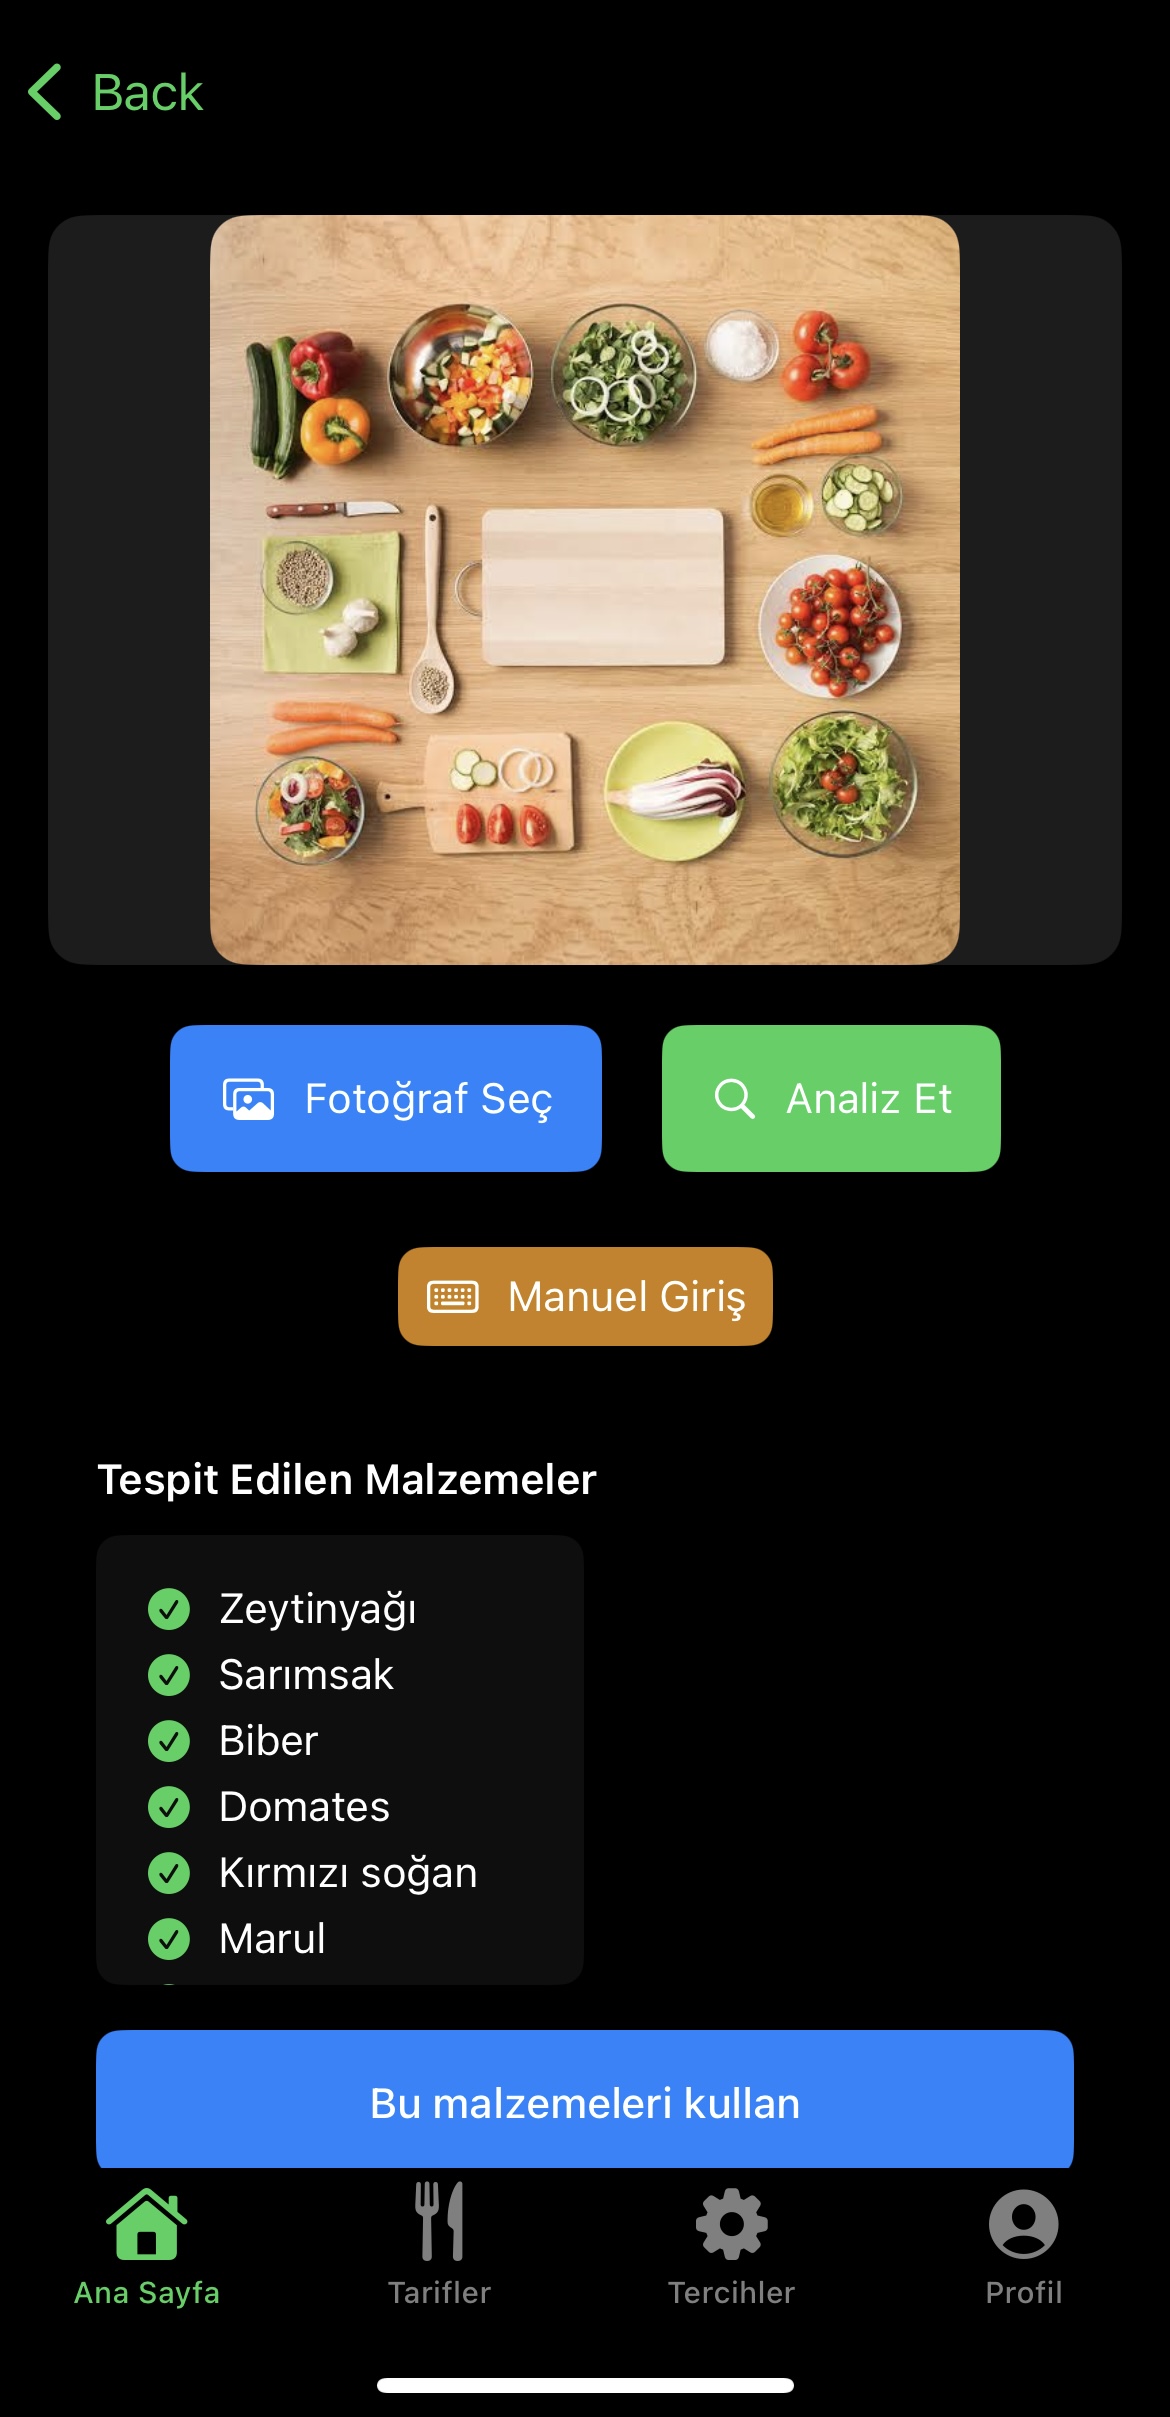 Back
Fotoğraf Seç
Analiz Et
Manuel Giriş
Tespit Edilen Malzemeler
Zeytinyağı
Sarımsak
Biber
Domates
Kırmızı soğan
Marul
Bu malzemeleri kullan
Ana Sayfa
Tarifler
Tercihler
Profil